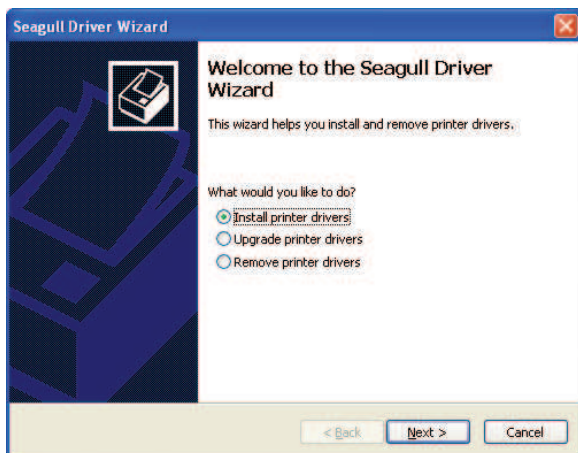 Seagull Driver Wizard
Welcome to the Seagull Driver
Wizard
This wizard helps you install and remove printer drivers.
What would you like to do?
Install printer drivers
Upgrade printer drivers
Remove printer drivers
< Back Next > Cancel